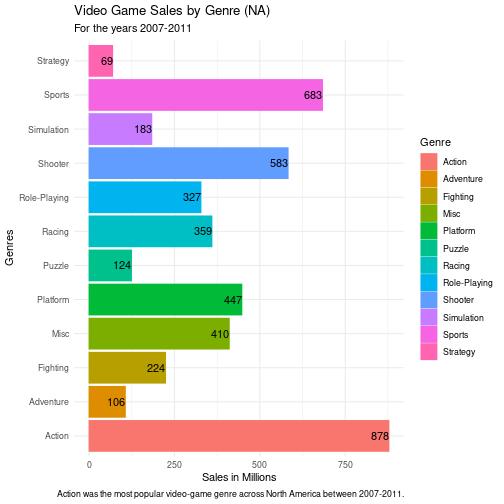 Video Game Sales by Genre (NA)
For the years 2007-2011
Genres
Strategy 69
Sports 683
Simulation 183
Shooter 583
Role-Playing 327
Racing 359
Puzzle 124
Platform 447
Misc 410
Fighting 224
Adventure 106
Action 878
0 250 500 750
Sales in Millions
Genre
Action
Adventure
Fighting
Misc
Platform
Puzzle
Racing
Role-Playing
Shooter
Simulation
Sports
Strategy
Action was the most popular video-game genre across North America between 2007-2011.